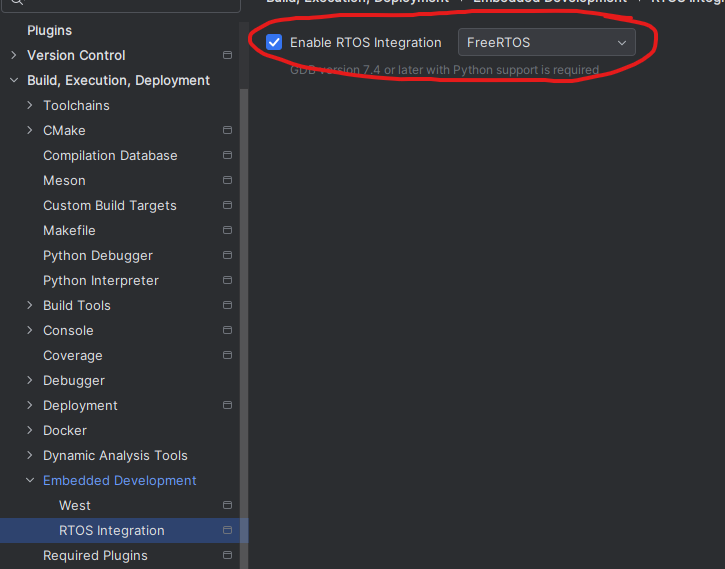 Build, Execution, Deployment › Embedded Development › RTOS Integ
Plugins
Version Control
Build, Execution, Deployment
Toolchains
CMake
Compilation Database
Meson
Custom Build Targets
Makefile
Python Debugger
Python Interpreter
Build Tools
Console
Coverage
Debugger
Deployment
Docker
Dynamic Analysis Tools
Embedded Development
West
RTOS Integration
Required Plugins
Enable RTOS Integration FreeRTOS
GDB version 7.4 or later with Python support is required